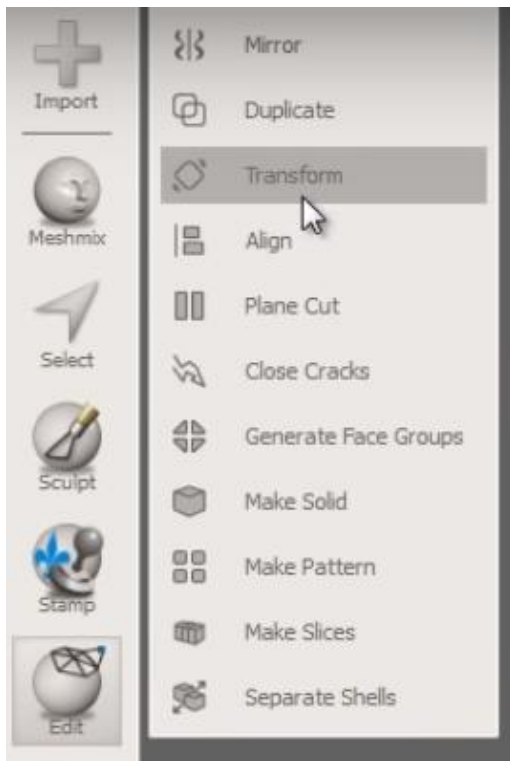 Import
Meshmix
Select
Sculpt
Stamp
Edit
Mirror
Duplicate
Transform
Align
Plane Cut
Close Cracks
Generate Face Groups
Make Solid
Make Pattern
Make Slices
Separate Shells